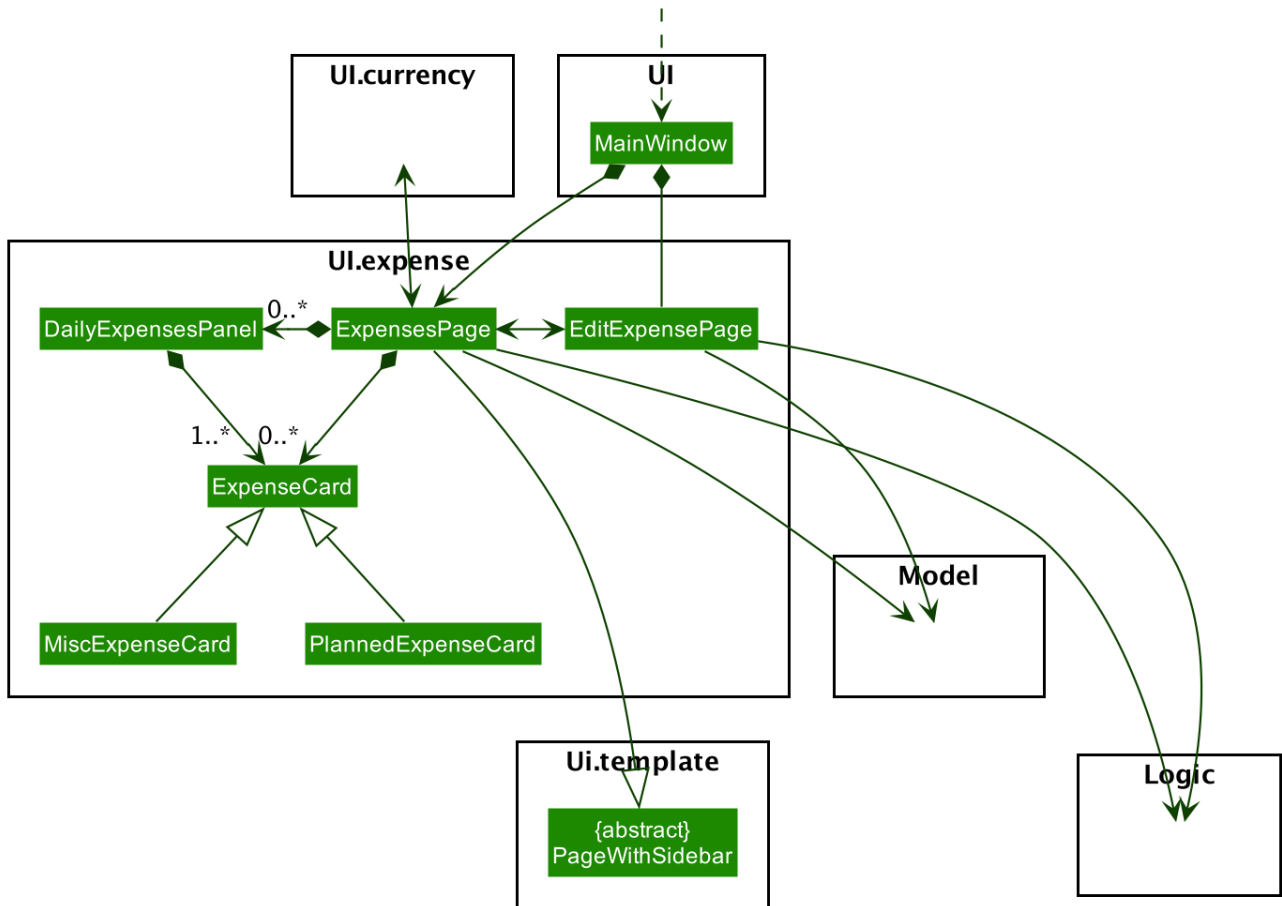 UI.currency
UI
MainWindow
UI.expense
0..*
DailyExpensesPanel
ExpensesPage
EditExpensePage
1..*
0..*
ExpenseCard
Model
MiscExpenseCard
PlannedExpenseCard
Ui.template
Logic
{abstract}
PageWithSidebar